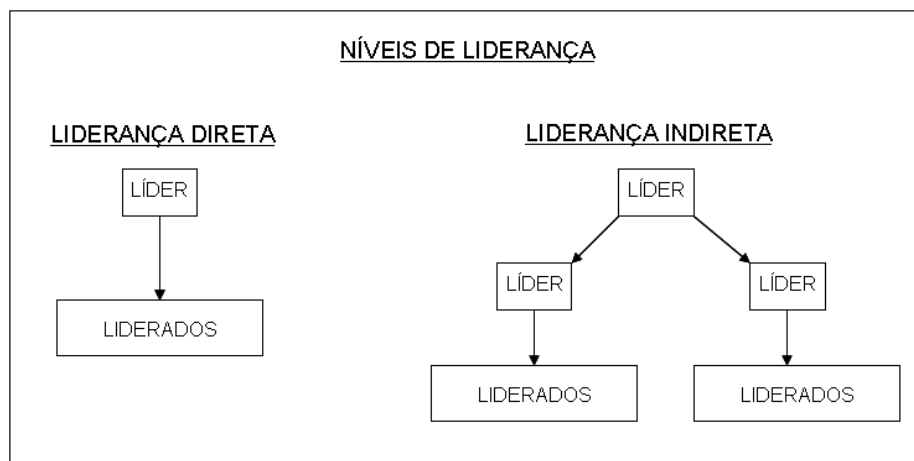 NÍVEIS DE LIDERANÇA
LIDERANÇA DIRETA
LÍDER
LIDERADOS
LIDERANÇA INDIRETA
LÍDER
LÍDER
LÍDER
LIDERADOS
LIDERADOS